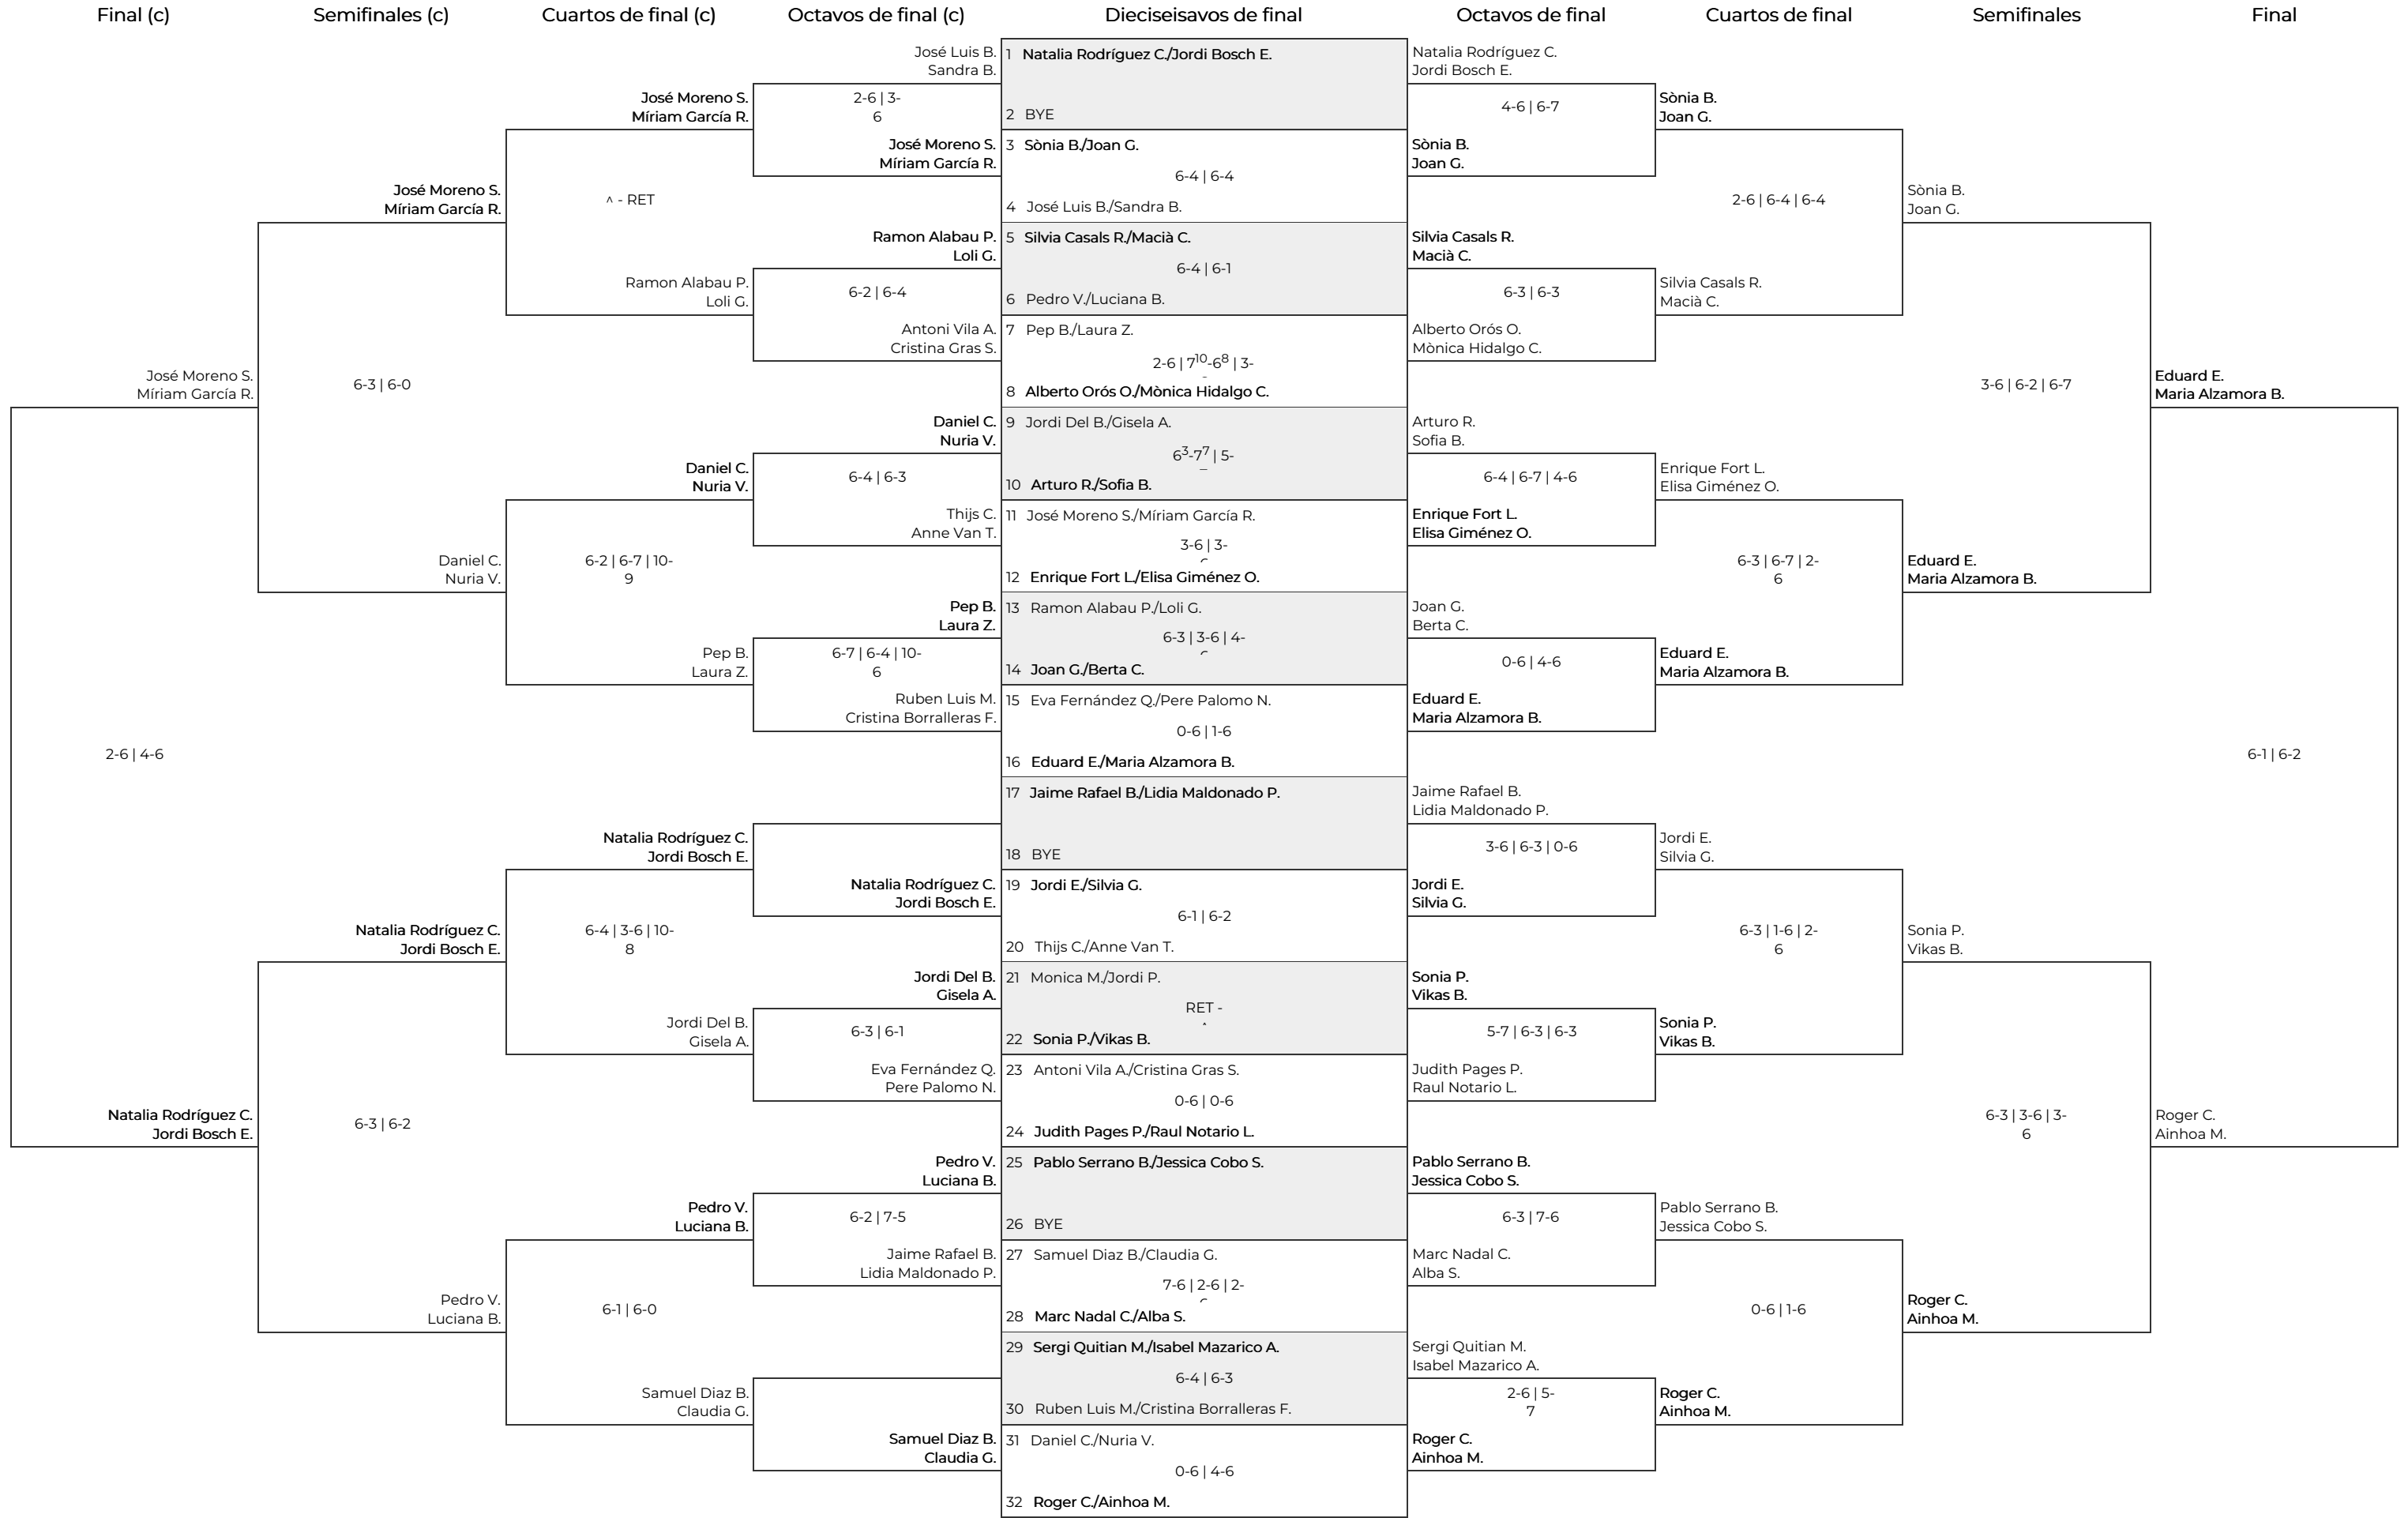 Final (c)
Semifinales (c)
Cuartos de final (c)
Octavos de final (c)
Dieciseisavos de final
Octavos de final
Cuartos de final
Semifinales
Final
José Moreno S.
Míriam García R.
2-6 | 4-6
Natalia Rodríguez C.
Jordi Bosch E.
José Moreno S.
Míriam García R.
6-3 | 6-0
Daniel C.
Nuria V.
Natalia Rodríguez C.
Jordi Bosch E.
6-3 | 6-2
Pedro V.
Luciana B.
José Moreno S.
Míriam García R.
^ - RET
Ramon Alabau P.
Loli G.
Daniel C.
Nuria V.
6-2 | 6-7 | 10-
9
Pep B.
Laura Z.
Natalia Rodríguez C.
Jordi Bosch E.
6-4 | 3-6 | 10-
8
Jordi Del B.
Gisela A.
Pedro V.
Luciana B.
6-1 | 6-0
Samuel Diaz B.
Claudia G.
José Luis B.
Sandra B.
2-6 | 3-
6
José Moreno S.
Míriam García R.
Ramon Alabau P.
Loli G.
6-2 | 6-4
Antoni Vila A.
Cristina Gras S.
Daniel C.
Nuria V.
6-4 | 6-3
Thijs C.
Anne Van T.
Pep B.
Laura Z.
6-7 | 6-4 | 10-
6
Ruben Luis M.
Cristina Borralleras F.
Natalia Rodríguez C.
Jordi Bosch E.
Jordi Del B.
Gisela A.
6-3 | 6-1
Eva Fernández Q.
Pere Palomo N.
Pedro V.
Luciana B.
6-2 | 7-5
Jaime Rafael B.
Lidia Maldonado P.
Samuel Diaz B.
Claudia G.
1 Natalia Rodríguez C./Jordi Bosch E.
2 BYE
3 Sònia B./Joan G.
6-4 | 6-4
4 José Luis B./Sandra B.
5 Silvia Casals R./Macià C.
6-4 | 6-1
6 Pedro V./Luciana B.
7 Pep B./Laura Z.
2-6 | 7¹⁰-6⁸ | 3-
8 Alberto Orós O./Mònica Hidalgo C.
9 Jordi Del B./Gisela A.
6³-7⁷ | 5-
10 Arturo R./Sofia B.
11 José Moreno S./Míriam García R.
3-6 | 3-
12 Enrique Fort L./Elisa Giménez O.
13 Ramon Alabau P./Loli G.
6-3 | 3-6 | 4-
14 Joan G./Berta C.
15 Eva Fernández Q./Pere Palomo N.
0-6 | 1-6
16 Eduard E./Maria Alzamora B.
17 Jaime Rafael B./Lidia Maldonado P.
18 BYE
19 Jordi E./Silvia G.
6-1 | 6-2
20 Thijs C./Anne Van T.
21 Monica M./Jordi P.
RET -
^
22 Sonia P./Vikas B.
23 Antoni Vila A./Cristina Gras S.
0-6 | 0-6
24 Judith Pages P./Raul Notario L.
25 Pablo Serrano B./Jessica Cobo S.
26 BYE
27 Samuel Diaz B./Claudia G.
7-6 | 2-6 | 2-
28 Marc Nadal C./Alba S.
29 Sergi Quitian M./Isabel Mazarico A.
6-4 | 6-3
30 Ruben Luis M./Cristina Borralleras F.
31 Daniel C./Nuria V.
0-6 | 4-6
32 Roger C./Ainhoa M.
Natalia Rodríguez C.
Jordi Bosch E.
4-6 | 6-7
Sònia B.
Joan G.
Silvia Casals R.
Macià C.
6-3 | 6-3
Alberto Orós O.
Mònica Hidalgo C.
Arturo R.
Sofia B.
6-4 | 6-7 | 4-6
Enrique Fort L.
Elisa Giménez O.
Joan G.
Berta C.
0-6 | 4-6
Eduard E.
Maria Alzamora B.
Jaime Rafael B.
Lidia Maldonado P.
3-6 | 6-3 | 0-6
Jordi E.
Silvia G.
Sonia P.
Vikas B.
5-7 | 6-3 | 6-3
Judith Pages P.
Raul Notario L.
Pablo Serrano B.
Jessica Cobo S.
6-3 | 7-6
Marc Nadal C.
Alba S.
Sergi Quitian M.
Isabel Mazarico A.
2-6 | 5-
7
Roger C.
Ainhoa M.
Sònia B.
Joan G.
2-6 | 6-4 | 6-4
Silvia Casals R.
Macià C.
Enrique Fort L.
Elisa Giménez O.
6-3 | 6-7 | 2-
6
Eduard E.
Maria Alzamora B.
Jordi E.
Silvia G.
6-3 | 1-6 | 2-
6
Sonia P.
Vikas B.
Pablo Serrano B.
Jessica Cobo S.
0-6 | 1-6
Roger C.
Ainhoa M.
Sònia B.
Joan G.
3-6 | 6-2 | 6-7
Eduard E.
Maria Alzamora B.
Sonia P.
Vikas B.
6-3 | 3-6 | 3-
6
Roger C.
Ainhoa M.
Eduard E.
Maria Alzamora B.
6-1 | 6-2
Roger C.
Ainhoa M.